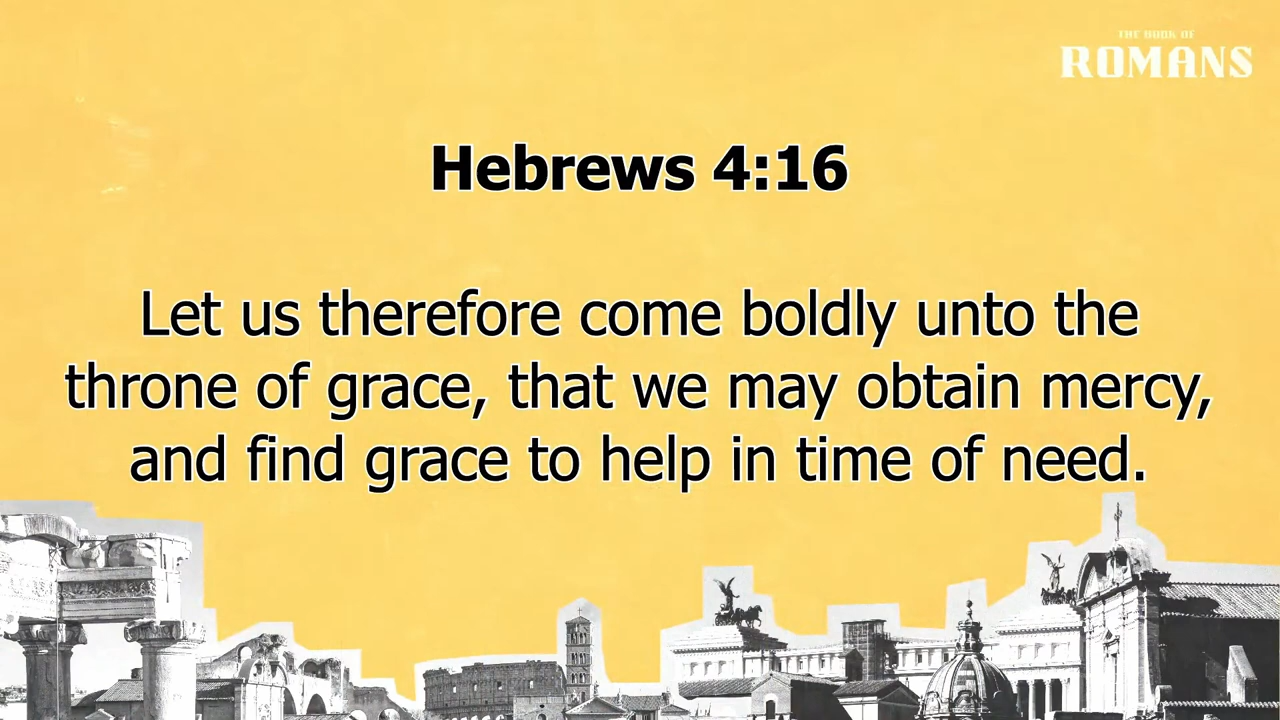 THE BOOK OF
ROMANS
Hebrews 4:16
Let us therefore come boldly unto the
throne of grace, that we may obtain mercy,
and find grace to help in time of need.